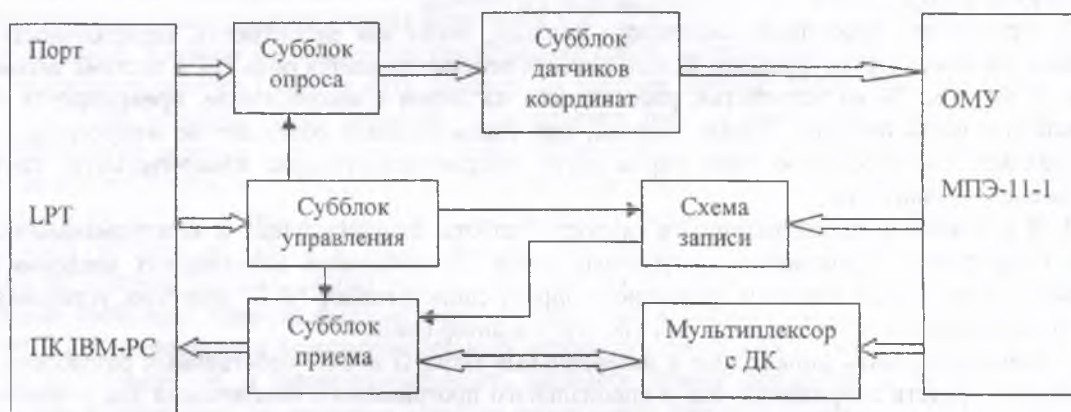 Порт
Субблок
опроса
Субблок
датчиков
координат
ОМУ
LPT
Субблок
управления
Схема
записи
МПЭ-11-1
ПК IBM-PC
Субблок
приема
Мультиплексор
с ДК